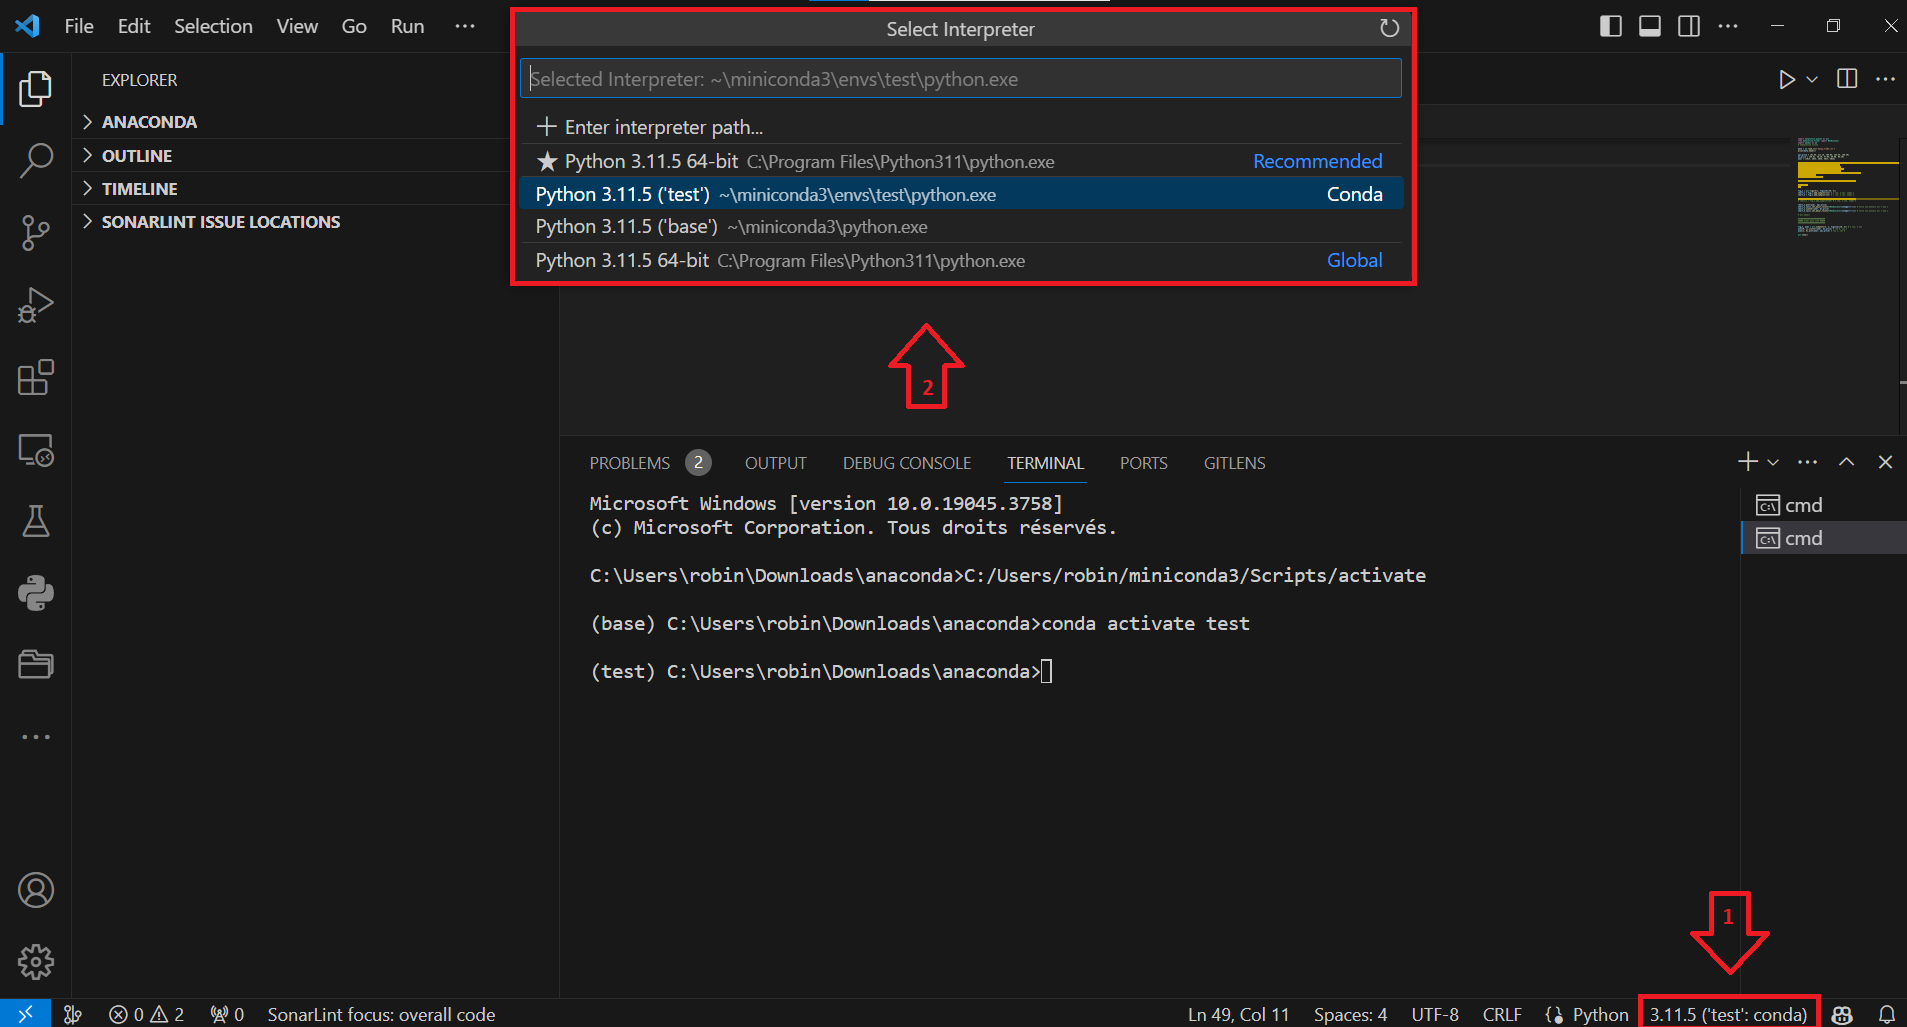 File Edit Selection View Go Run ...
Select Interpreter
EXPLORER
Selected Interpreter: ~\miniconda3\envs\test\python.exe
ANACONDA
Enter interpreter path...
OUTLINE
Python 3.11.5 64-bit C:\Program Files\Python311\python.exe Recommended
TIMELINE
Python 3.11.5 ('test') ~\miniconda3\envs\test\python.exe Conda
SONARLINT ISSUE LOCATIONS
Python 3.11.5 ('base') ~\miniconda3\python.exe
Python 3.11.5 64-bit C:\Program Files\Python311\python.exe Global
2
PROBLEMS 2 OUTPUT DEBUG CONSOLE TERMINAL PORTS GITLENS
Microsoft Windows [version 10.0.19045.3758]
(c) Microsoft Corporation. Tous droits réservés.
C:\Users\robin\Downloads\anaconda>C:/Users/robin/miniconda3/Scripts/activate
(base) C:\Users\robin\Downloads\anaconda>conda activate test
(test) C:\Users\robin\Downloads\anaconda>
cmd
cmd
1
0 2 0 SonarLint focus: overall code Ln 49, Col 11 Spaces: 4 UTF-8 CRLF Python 3.11.5 ('test': conda)